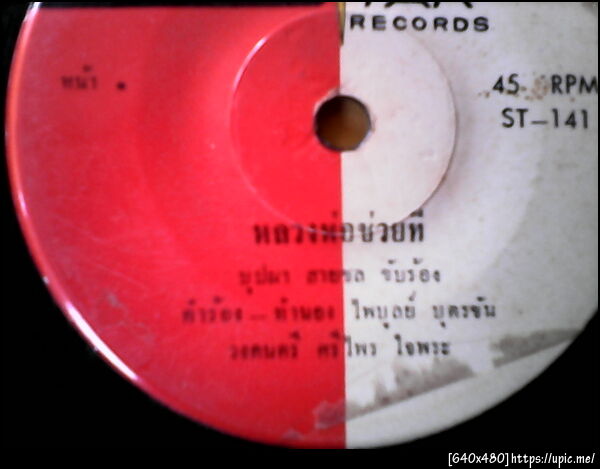 RECORDS
หน้า
45 RPM
ST-141
หลวงพ่อช่วยที
บุปผา สายชล ขับร้อง
คำร้อง - ทำนอง ไพบูลย์ บุตรขัน
วงดนตรี ศรีไพร ใจพระ
[640x480]https://upic.me/